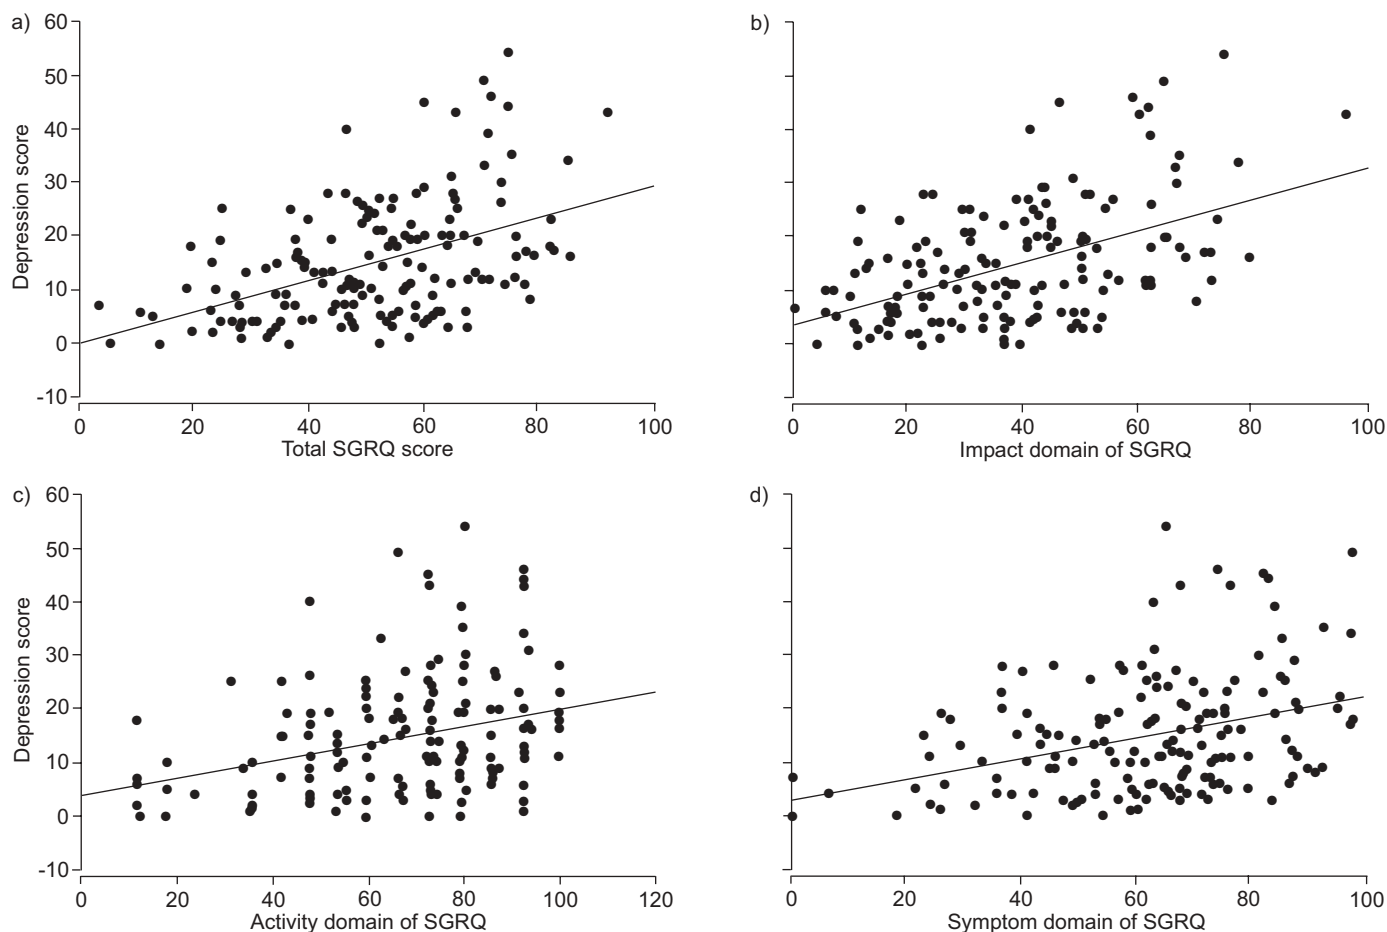 a)
60
50
40
30
20
10
0
-10
Depression score
0 20 40 60 80 100
Total SGRQ score
b)
0 20 40 60 80 100
Impact domain of SGRQ
c)
60
50
40
30
20
10
0
-10
Depression score
0 20 40 60 80 100 120
Activity domain of SGRQ
d)
0 20 40 60 80 100
Symptom domain of SGRQ